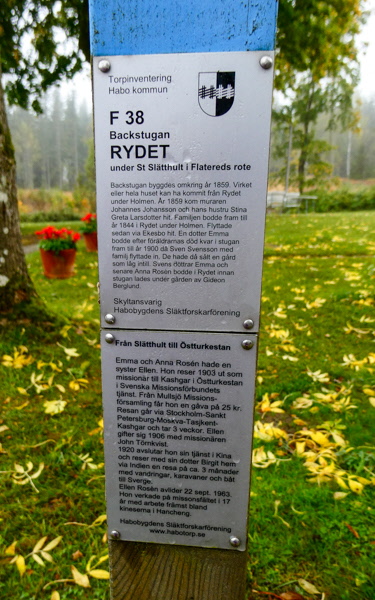 Torpinventering
Habo kommun
F 38
Backstugan
RYDET
under St Slätthult i Flatereds rote
Backstugan byggdes omkring år 1859. Virket
eller hela huset kan ha kommit från Rydet
under Holmen. År 1859 kom muraren
Johannes Johansson och hans hustru Stina
Greta Larsdotter hit. Familjen bodde fram till
år 1844 i Rydet under Holmen. Flyttade
sedan via Ekesbo hit. En dotter Emma
bodde efter föräldrarnas död kvar i stugan
fram till år 1900 då Sven Svensson med
familj flyttade in. De hade då sålt en gård
som låg intill. Svens döttrar Emma och
senare Anna Rosén bodde i Rydet innan
stugan lades under gården av Gideon
Berglund.
Skyltansvarig
Habobygdens Släktforskarförening
Från Slätthult till Östturkestan
Emma och Anna Rosén hade en
syster Ellen. Hon reser 1903 ut som
missionär till Kashgar i Östturkestan
i Svenska Missionsförbundets
tjänst. Från Mullsjö Missions-
församling får hon en gåva på 25 kr.
Resan går via Stockholm-Sankt
Petersburg-Moskva-Tasjkent-
Kashgar och tar 3 veckor. Ellen
gifter sig 1906 med missionären
John Törnkvist.
1920 avslutar hon sin tjänst i Kina
och reser med sin dotter Birgit hem
via Indien en resa på ca. 3 månader
med vandringar, karavaner och båt
till Sverge.
Ellen Rosén avlider 22 sept. 1963.
Hon verkade på missonsfältet i 17
år med arbete främst bland
kineserna i Hancheng.
Habobygdens Släktforskarförening
www.habotorp.se